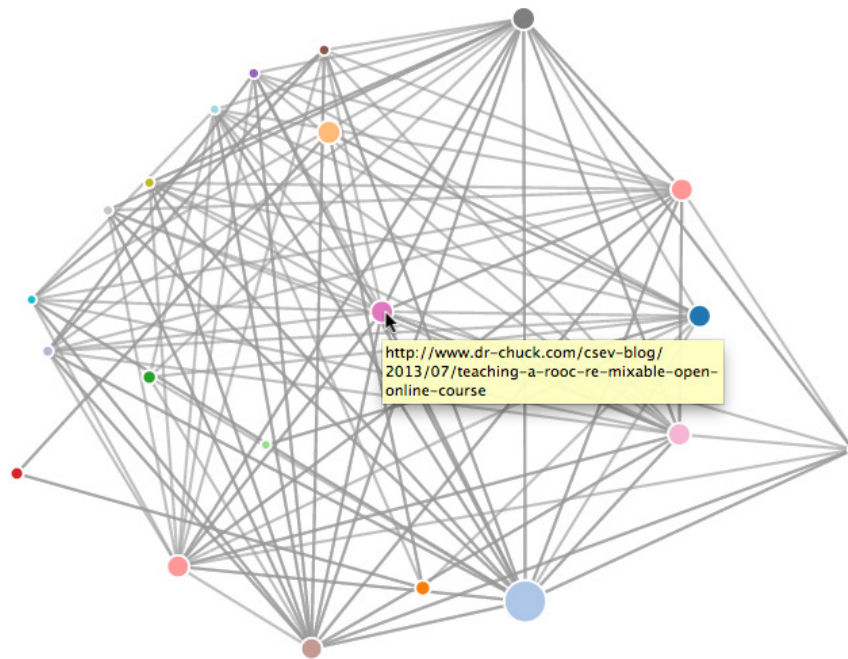 http://www.dr-chuck.com/csev-blog/
2013/07/teaching-a-rooc-re-mixable-open-
online-course